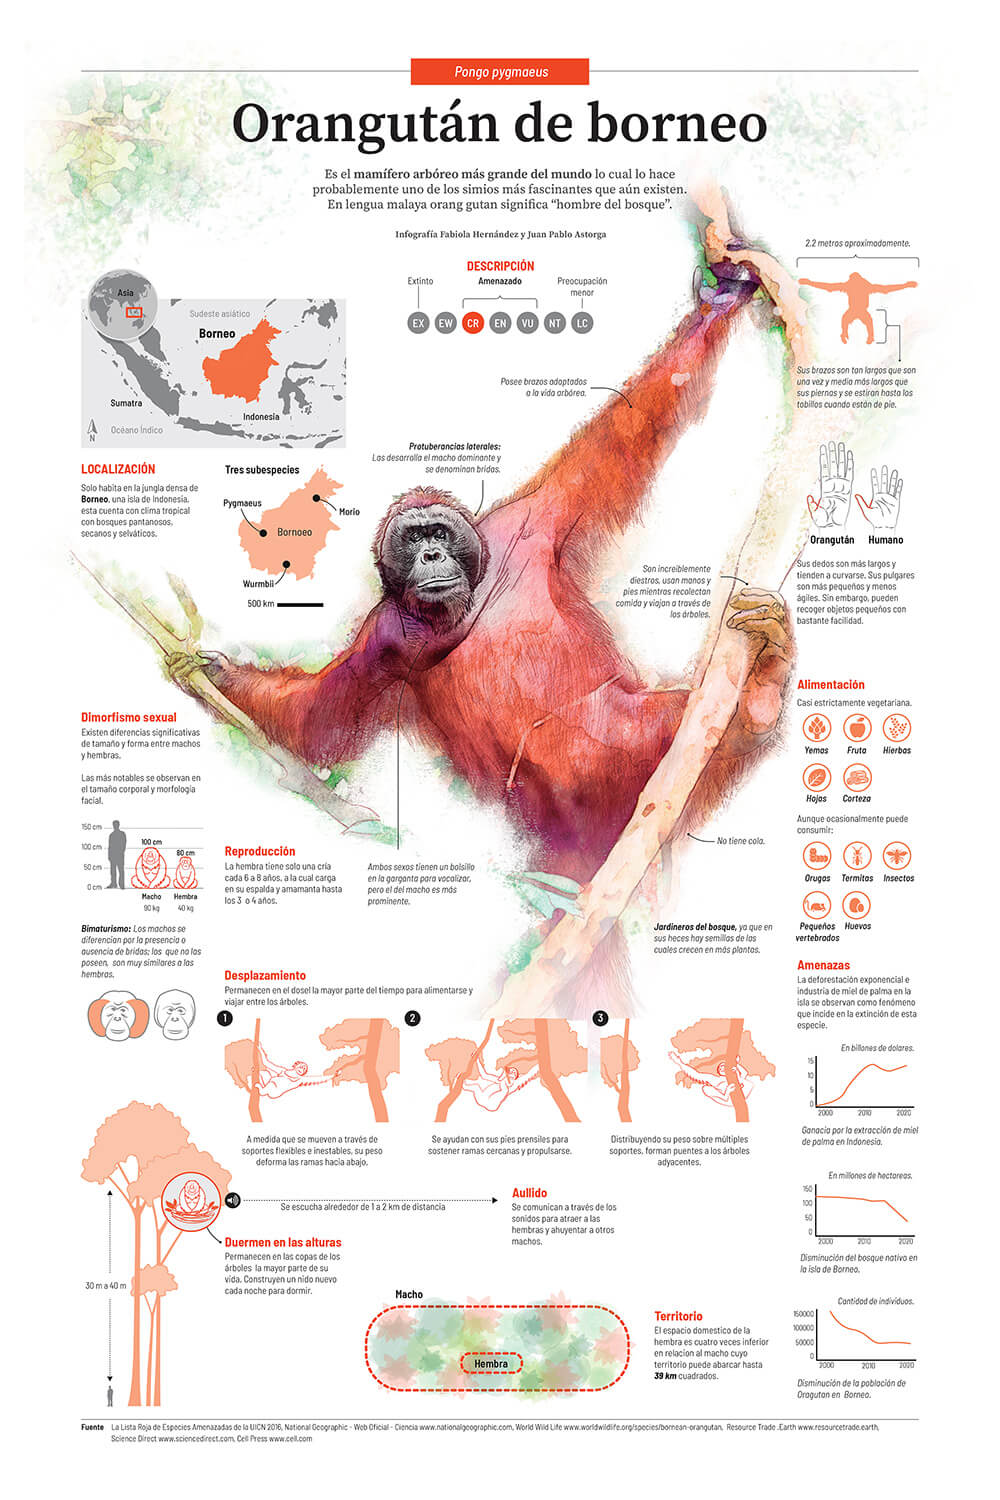 Pongo pygmaeus
Orangután de borneo
Es el mamífero arbóreo más grande del mundo lo cual lo hace
probablemente uno de los simios más fascinantes que aún existen.
En lengua malaya orang gutan significa “hombre del bosque”.
Infografía Fabiola Hernández y Juan Pablo Astorga
DESCRIPCIÓN
Extinto
Amenazado
Preocupación
menor
EX EW CR EN VU NT LC
2.2 metros aproximadamente.
Sus brazos son tan largos que son
una vez y media más largos que
sus piernas y se estiran hasta los
tobillos cuando están de pie.
Asia
Sudeste asiático
Borneo
Sumatra
Indonesia
Océano Índico
N
Posee brazos adaptados
a la vida arbórea.
Protuberancias laterales:
Las desarrolla el macho dominante y
se denominan bridas.
LOCALIZACIÓN
Solo habita en la jungla densa de
Borneo, una isla de Indonesia,
esta cuenta con clima tropical
con bosques pantanosos,
secanos y selváticos.
Tres subespecies
Pygmaeus
Morio
Bornoeo
Wurmbii
500 km
Orangután
Humano
Sus dedos son más largos y
tienden a curvarse. Sus pulgares
son más pequeños y menos
ágiles. Sin embargo, pueden
recoger objetos pequeños con
bastante facilidad.
Son increíblemente
diestros, usan manos y
pies mientras recolectan
comida y viajan a través de
los árboles.
Dimorfismo sexual
Existen diferencias significativas
de tamaño y forma entre machos
y hembras.
Las más notables se observan en
el tamaño corporal y morfología
facial.
150 cm
100 cm
50 cm
0 cm
100 cm
80 cm
Macho
90 kg
Hembra
40 kg
Bimaturismo: Los machos se
diferencian por la presencia o
ausencia de bridas; los que no las
poseen, son muy similares a las
hembras.
Reproducción
La hembra tiene solo una cría
cada 6 a 8 años, a la cual carga
en su espalda y amamanta hasta
los 3 o 4 años.
Ambos sexos tienen un bolsillo
en la garganta para vocalizar,
pero el del macho es más
prominente.
No tiene cola.
Jardineros del bosque, ya que en
sus heces hay semillas de las
cuales crecen en más plantas.
Alimentación
Casi estrictamente vegetariana.
Yemas
Fruta
Hierbas
Hojas
Corteza
Aunque ocasionalmente puede
consumir:
Orugas
Termitas
Insectos
Pequeños
vertebrados
Huevos
Amenazas
La deforestación exponencial e
industria de miel de palma en la
isla se observan como fenómeno
que incide en la extinción de esta
especie.
En billones de dolares.
15
10
5
0
2000 2010 2020
Ganacia por la extracción de miel
de palma en Indonesia.
En millones de hectareas.
150
100
50
0
2000 2010 2020
Disminución del bosque nativo en
la isla de Borneo.
Cantidad de individuos.
150000
100000
50000
0
2000 2010 2020
Disminución de la población de
Oragutan en Borneo.
Desplazamiento
Permanecen en el dosel la mayor parte del tiempo para alimentarse y
viajar entre los árboles.
1
2
3
A medida que se mueven a través de
soportes flexibles e inestables, su peso
deforma las ramas hacia abajo.
Se ayudan con sus pies prensiles para
sostener ramas cercanas y propulsarse.
Distribuyendo su peso sobre múltiples
soportes, forman puentes a los árboles
adyacentes.
Se escucha alrededor de 1 a 2 km de distancia
Aullido
Se comunican a través de los
sonidos para atraer a las
hembras y ahuyentar a otros
machos.
Duermen en las alturas
Permanecen en las copas de los
árboles la mayor parte de su
vida. Construyen un nido nuevo
cada noche para dormir.
30 m a 40 m
Macho
Hembra
Territorio
El espacio domestico de la
hembra es cuatro veces inferior
en relacion al macho cuyo
territorio puede abarcar hasta
39 km cuadrados.
Fuente La Lista Roja de Especies Amenazadas de la UICN 2016, National Geographic - Web Oficial - Ciencia www.nationalgeographic.com, World Wild Life www.worldwildlife.org/species/bornean-orangutan, Resource Trade .Earth www.resourcetrade.earth,
Science Direct www.sciencedirect.com, Cell Press www.cell.com